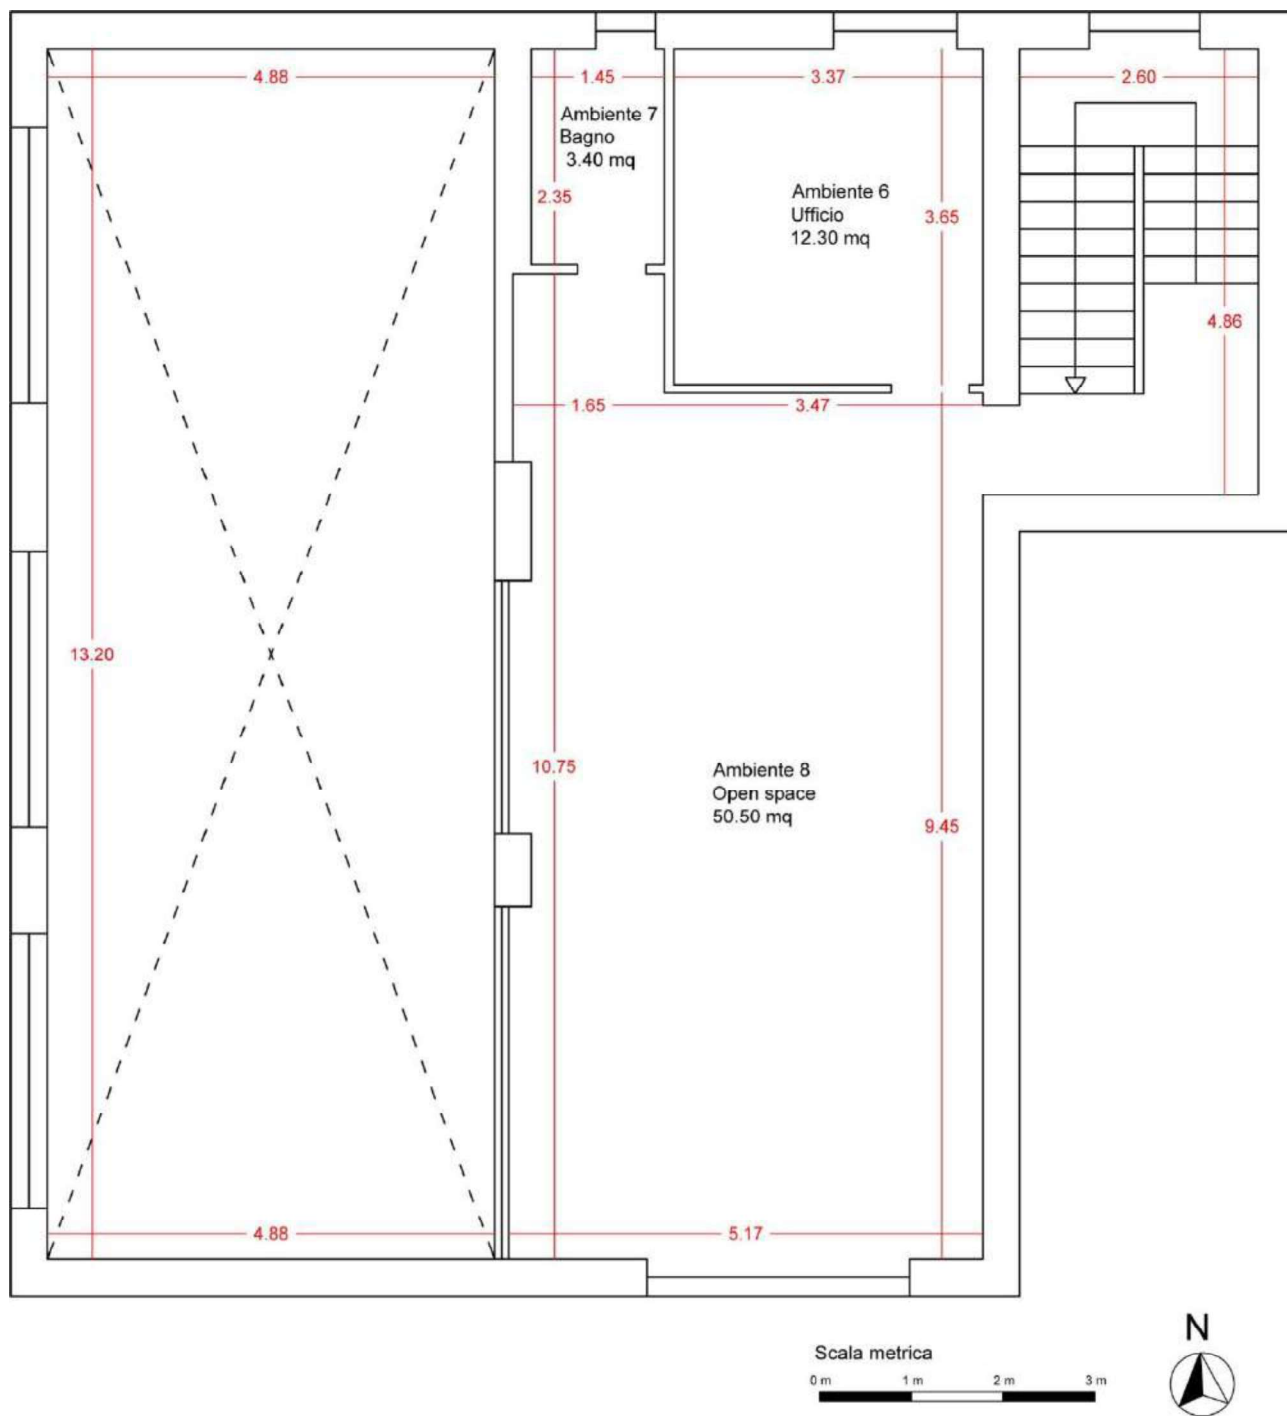 4.88
1.45
3.37
2.60
Ambiente 7
Bagno
3.40 mq
2.35
Ambiente 6
Ufficio
12.30 mq
3.65
4.86
1.65
3.47
13.20
10.75
Ambiente 8
Open space
50.50 mq
9.45
4.88
5.17
N
Scala metrica
0 m 1 m 2 m 3 m